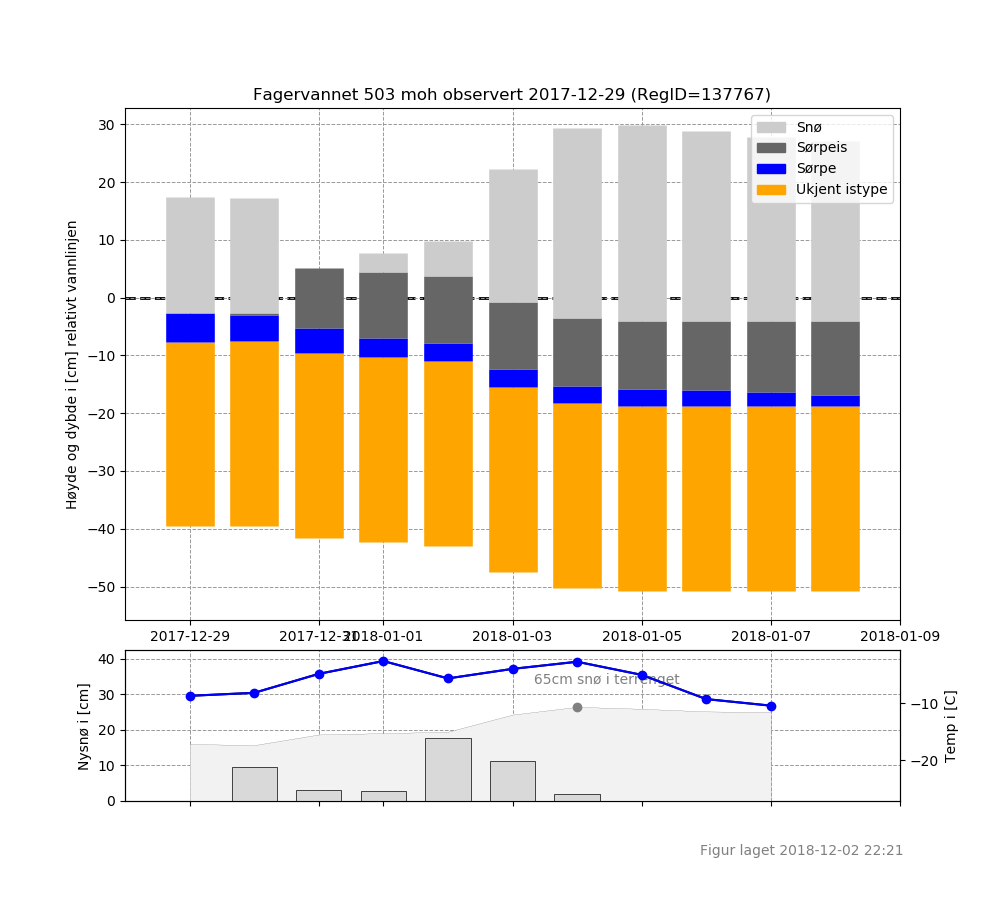 Fagervannet 503 moh observert 2017-12-29 (RegID=137767)
Høyde og dybde i [cm] relativt vannlinjen
30
20
10
0
−10
−20
−30
−40
−50
Snø
Sørpeis
Sørpe
Ukjent istype
2017-12-29
2017-12-31
2018-01-01
2018-01-03
2018-01-05
2018-01-07
2018-01-09
Nysnø i [cm]
40
30
20
10
0
65cm snø i terrenget
−10
−20
Temp i [C]
Figur laget 2018-12-02 22:21